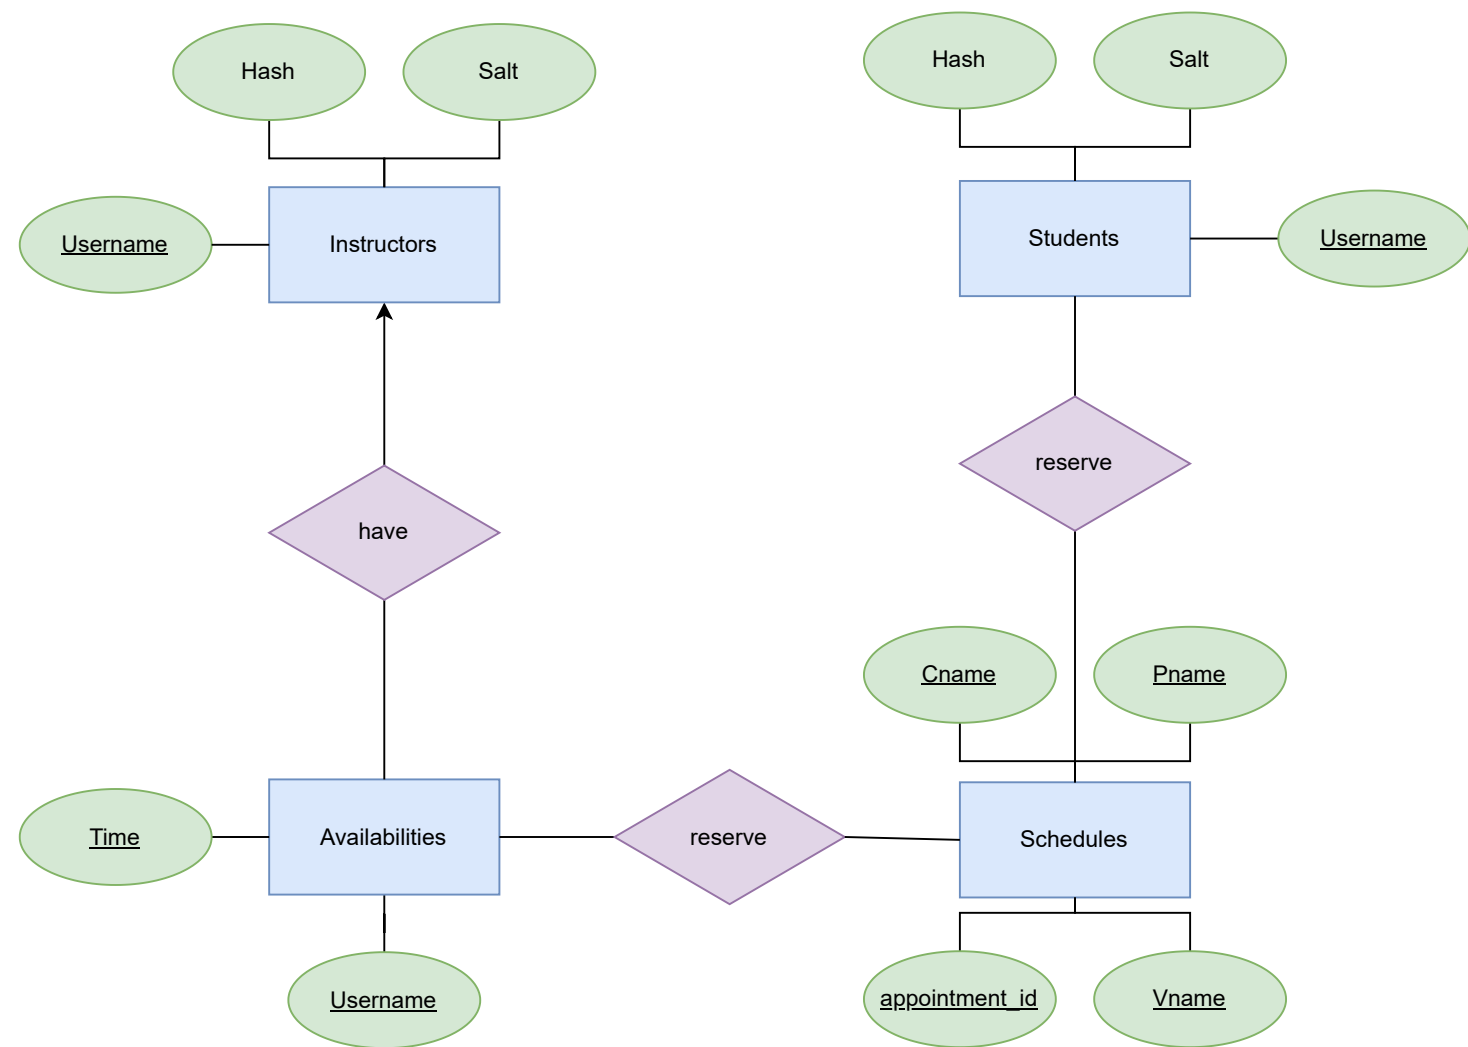 Hash
Salt
Hash
Salt
Username
Instructors
Students
Username
reserve
have
Cname
Pname
Time
Availabilities
reserve
Schedules
Username
appointment_id
Vname